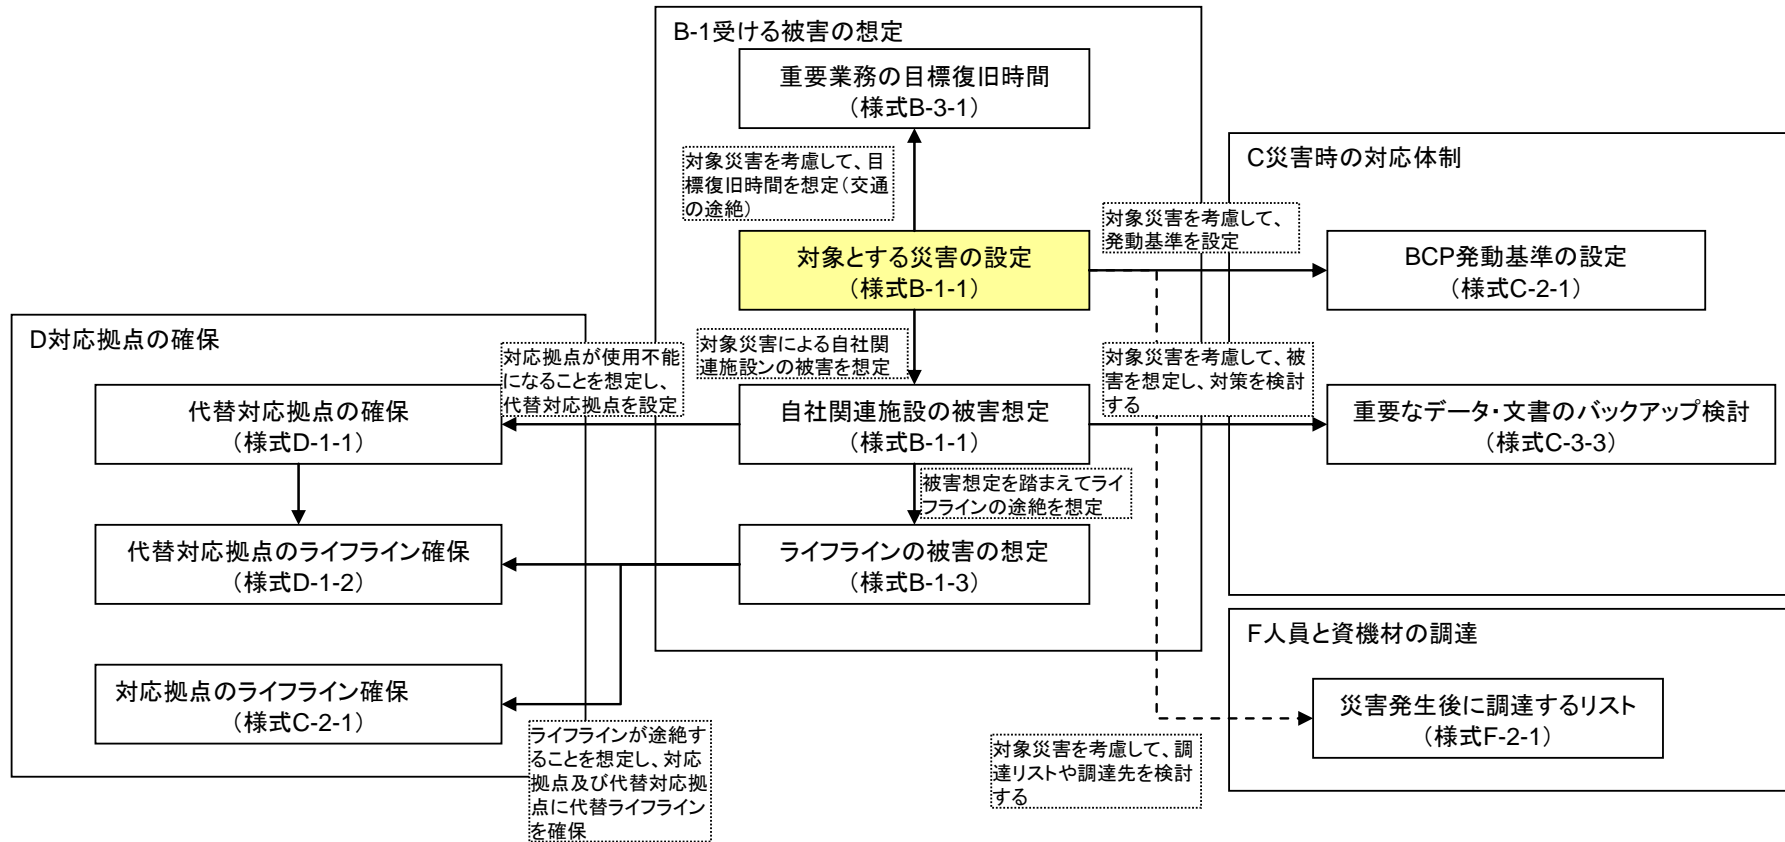 B-1受ける被害の想定
重要業務の目標復旧時間
（様式B-3-1）
対象災害を考慮して、目
標復旧時間を想定（交通
の途絶）
対象とする災害の設定
（様式B-1-1）
対象災害による自社関
連施設ンの被害を想定
自社関連施設の被害想定
（様式B-1-1）
被害想定を踏まえてライ
フラインの途絶を想定
ライフラインの被害の想定
（様式B-1-3）
C災害時の対応体制
対象災害を考慮して、
発動基準を設定
BCP発動基準の設定
（様式C-2-1）
対象災害を考慮して、被
害を想定し、対策を検討
する
重要なデータ・文書のバックアップ検討
（様式C-3-3）
D対応拠点の確保
対応拠点が使用不能
になることを想定し、
代替対応拠点を設定
代替対応拠点の確保
（様式D-1-1）
代替対応拠点のライフライン確保
（様式D-1-2）
対応拠点のライフライン確保
（様式C-2-1）
ライフラインが途絶す
ることを想定し、対応
拠点及び代替対応拠
点に代替ライフライン
を確保
F人員と資機材の調達
災害発生後に調達するリスト
（様式F-2-1）
対象災害を考慮して、調
達リストや調達先を検討
する